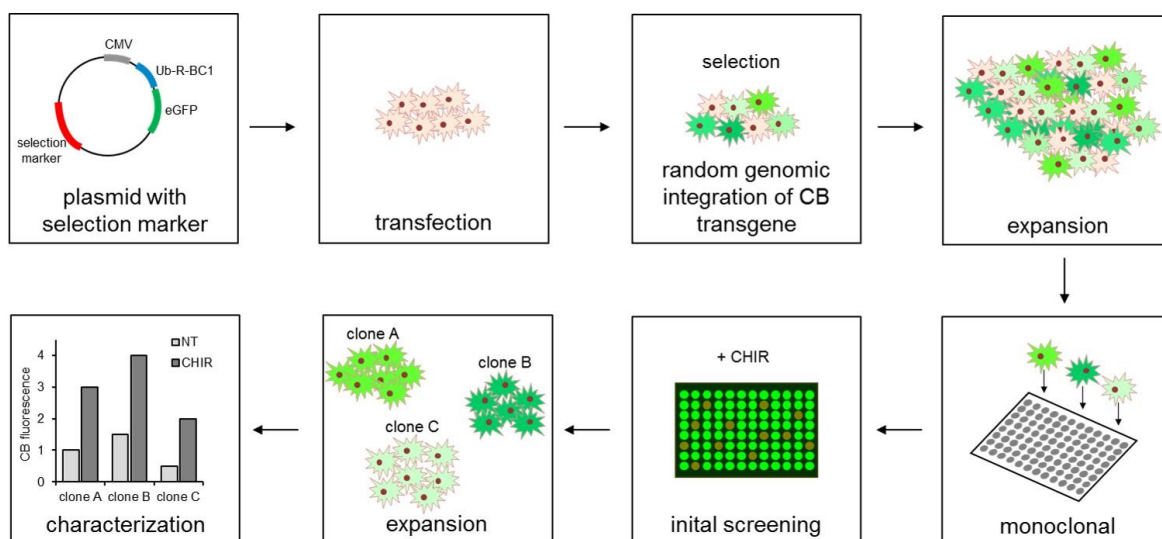 CMV
Ub-R-BC1
eGFP
selection
marker
plasmid with
selection marker
transfection
selection
random genomic
integration of CB
transgene
expansion
CB fluorescence
4
3
2
1
0
NT
CHIR
clone A
clone B
clone C
characterization
clone A
clone B
clone C
expansion
+ CHIR
inital screening
monoclonal